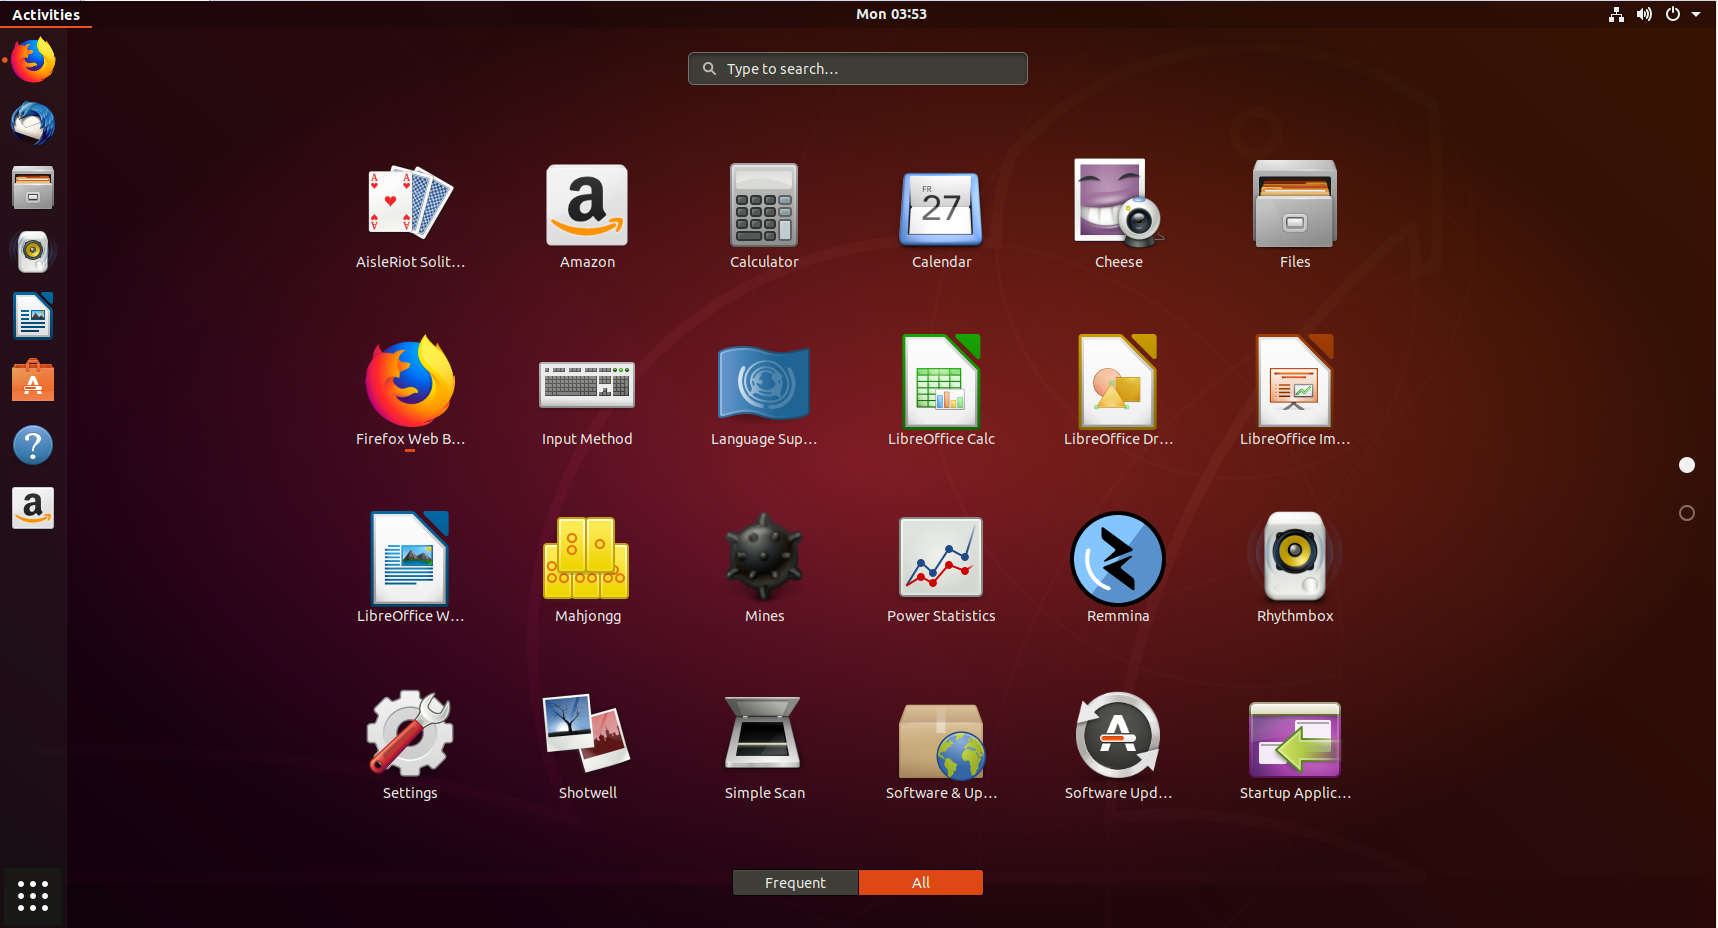 Activities
Mon 03:53
Type to search...
AisleRiot Solit...
Amazon
Calculator
FR
27
Calendar
Cheese
Files
Firefox Web B...
Input Method
Language Sup...
LibreOffice Calc
LibreOffice Dr...
LibreOffice Im...
LibreOffice W...
Mahjongg
Mines
Power Statistics
Remmina
Rhythmbox
Settings
Shotwell
Simple Scan
Software & Up...
Software Upd...
Startup Applic...
Frequent
All